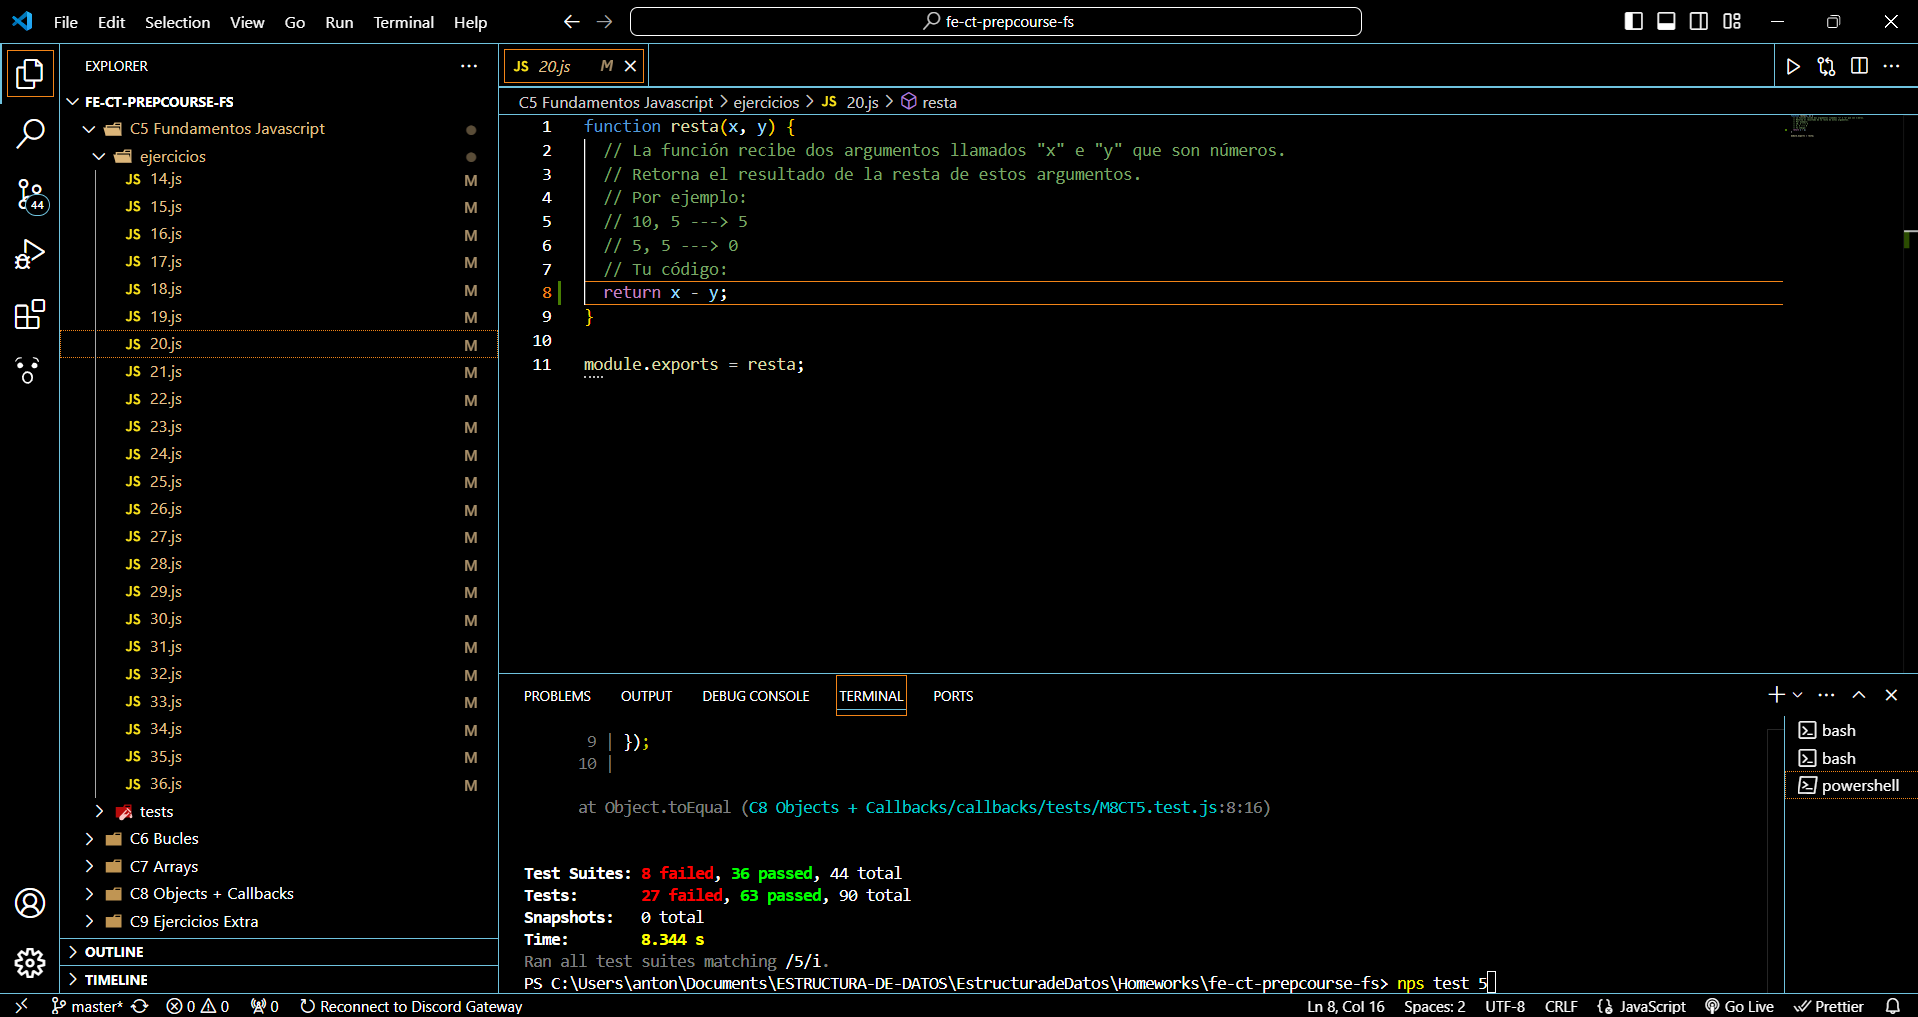 File Edit Selection View Go Run Terminal Help
fe-ct-prepcourse-fs
EXPLORER
FE-CT-PREPCOURSE-FS
C5 Fundamentos Javascript
ejercicios
JS 14.js M
JS 15.js M
JS 16.js M
JS 17.js M
JS 18.js M
JS 19.js M
JS 20.js M
JS 21.js M
JS 22.js M
JS 23.js M
JS 24.js M
JS 25.js M
JS 26.js M
JS 27.js M
JS 28.js M
JS 29.js M
JS 30.js M
JS 31.js M
JS 32.js M
JS 33.js M
JS 34.js M
JS 35.js M
JS 36.js M
tests
C6 Bucles
C7 Arrays
C8 Objects + Callbacks
C9 Ejercicios Extra
OUTLINE
TIMELINE
44
JS 20.js M
C5 Fundamentos Javascript > ejercicios > JS 20.js > resta
1 function resta(x, y) {
2 // La función recibe dos argumentos llamados "x" e "y" que son números.
3 // Retorna el resultado de la resta de estos argumentos.
4 // Por ejemplo:
5 // 10, 5 ---> 5
6 // 5, 5 ---> 0
7 // Tu código:
8 return x - y;
9 }
10
11 module.exports = resta;
PROBLEMS OUTPUT DEBUG CONSOLE TERMINAL PORTS
9 | });
10 |
at Object.toEqual (C8 Objects + Callbacks/callbacks/tests/M8CT5.test.js:8:16)
Test Suites: 8 failed, 36 passed, 44 total
Tests: 27 failed, 63 passed, 90 total
Snapshots: 0 total
Time: 8.344 s
Ran all test suites matching /5/i.
PS C:\Users\anton\Documents\ESTRUCTURA-DE-DATOS\EstructuradeDatos\Homeworks\fe-ct-prepcourse-fs> nps test 5
bash
bash
powershell
master* 0 0 0 Reconnect to Discord Gateway
Ln 8, Col 16 Spaces: 2 UTF-8 CRLF {} JavaScript Go Live Prettier